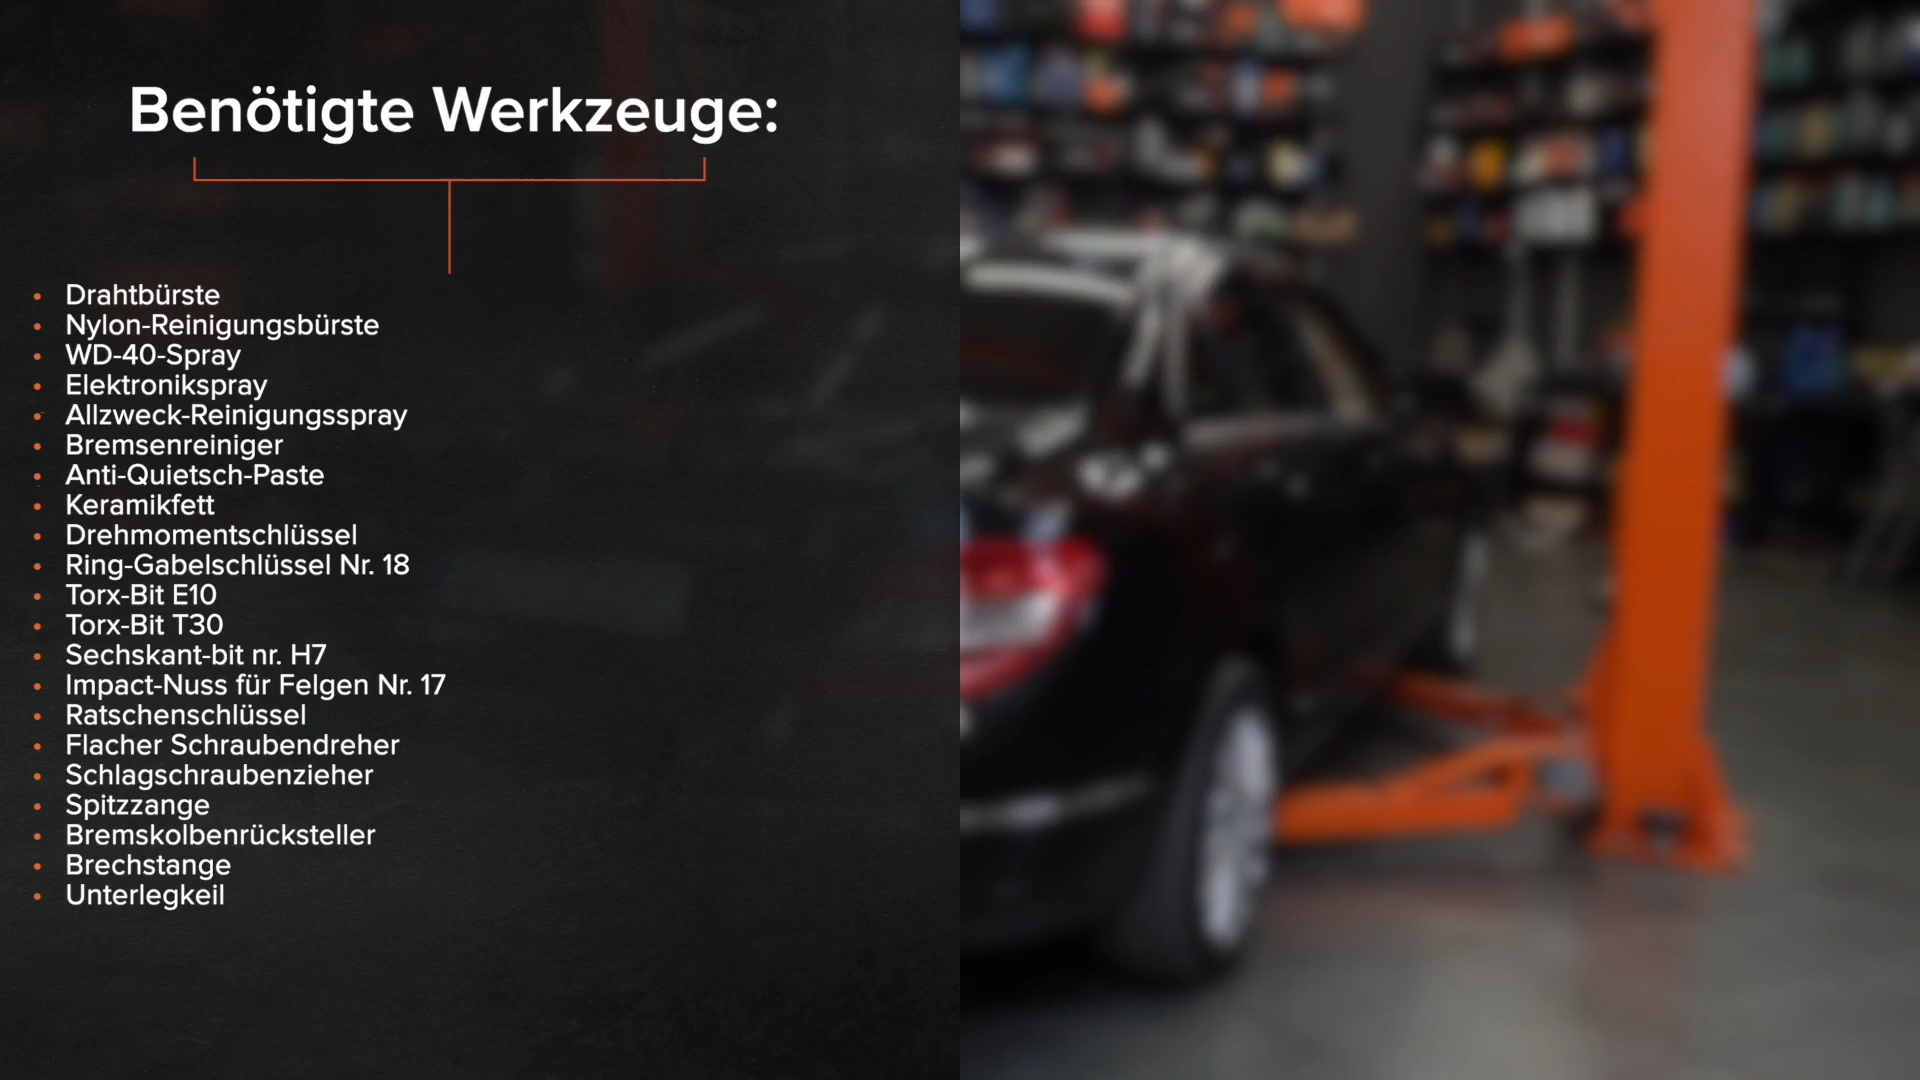 Benötigte Werkzeuge:
Drahtbürste
Nylon-Reinigungsbürste
WD-40-Spray
Elektronikspray
Allzweck-Reinigungsspray
Bremsenreiniger
Anti-Quietsch-Paste
Keramikfett
Drehmomentschlüssel
Ring-Gabelschlüssel Nr. 18
Torx-Bit E10
Torx-Bit T30
Sechskant-bit nr. H7
Impact-Nuss für Felgen Nr. 17
Ratschenschlüssel
Flacher Schraubendreher
Schlagschraubenzieher
Spitzzange
Bremskolbenrücksteller
Brechstange
Unterlegkeil